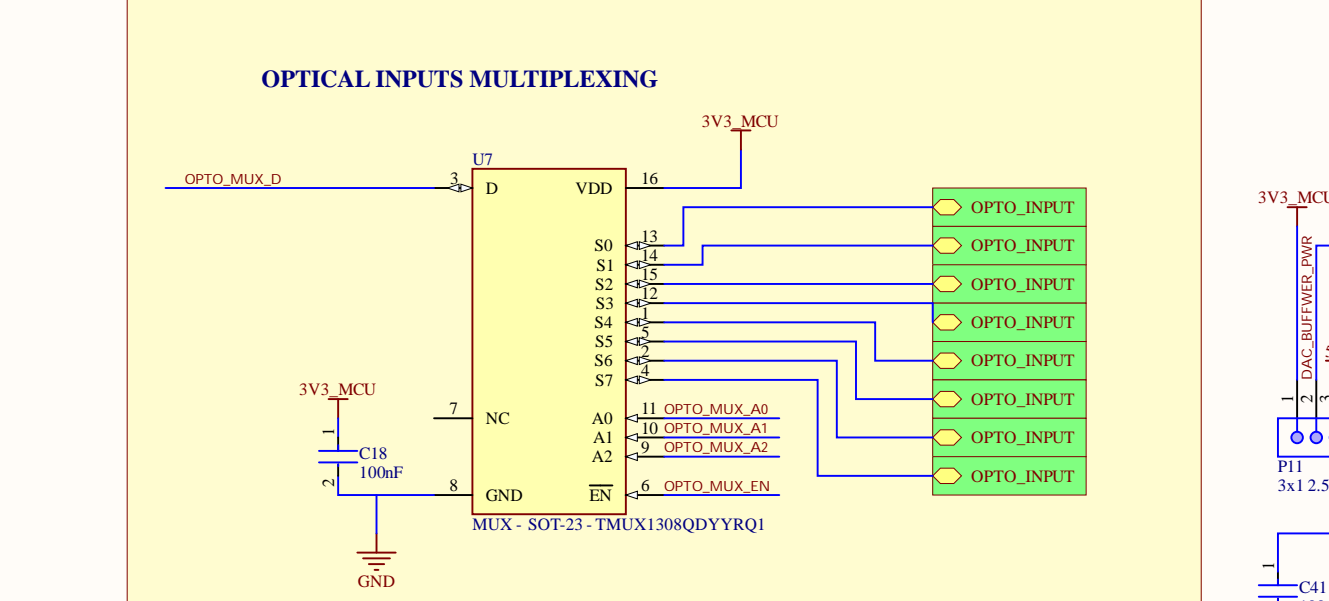 OPTICAL INPUTS MULTIPLEXING
3V3_MCU
U7
OPTO_MUX_D
3
D
VDD
16
S0
13
S1
14
S2
15
S3
12
S4
1
S5
5
S6
2
S7
4
OPTO_INPUT
OPTO_INPUT
OPTO_INPUT
OPTO_INPUT
OPTO_INPUT
OPTO_INPUT
OPTO_INPUT
OPTO_INPUT
7
NC
A0
11
OPTO_MUX_A0
A1
10
OPTO_MUX_A1
A2
9
OPTO_MUX_A2
8
GND
EN
6
OPTO_MUX_EN
MUX - SOT-23 - TMUX1308QDYYRQ1
3V3_MCU
1
C18
100nF
2
GND
3V3_MCU
DAC_BUFFWER_PWR
1
2
3
P11
3x1 2.5
1
C41